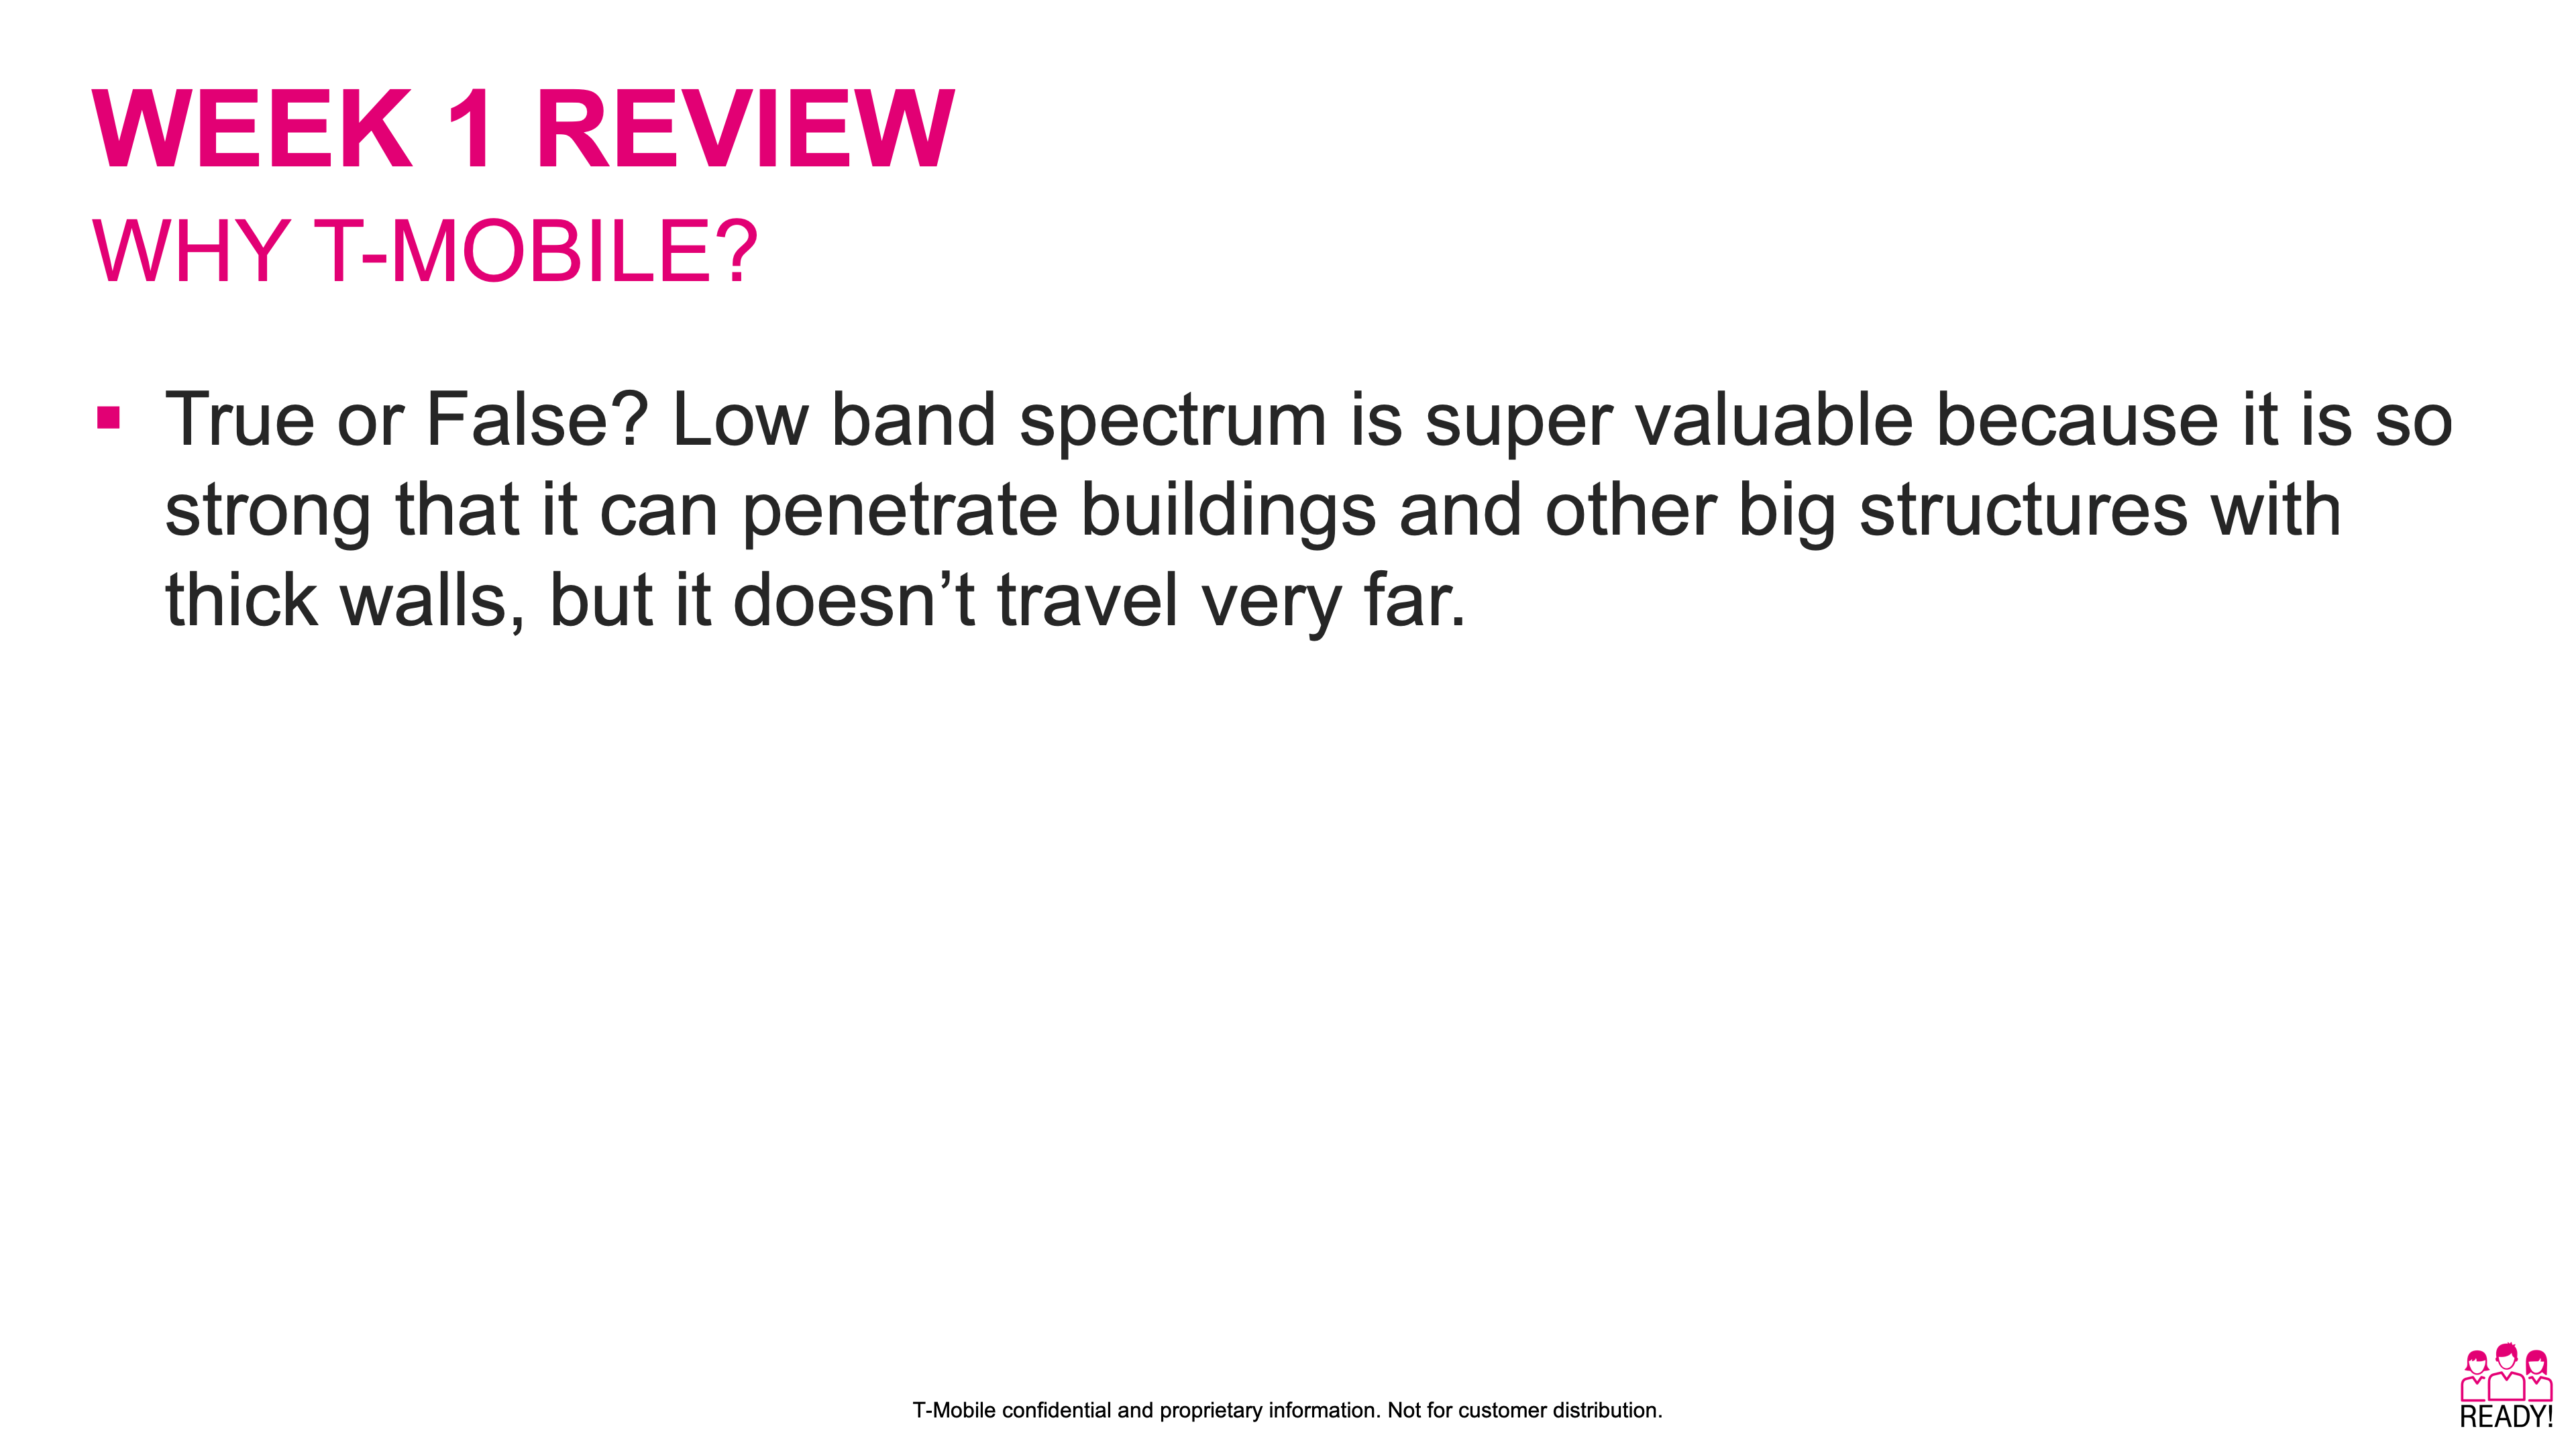 WEEK 1 REVIEW
WHY T-MOBILE?
▪ True or False? Low band spectrum is super valuable because it is so
strong that it can penetrate buildings and other big structures with
thick walls, but it doesn’t travel very far.
T-Mobile confidential and proprietary information. Not for customer distribution.
READY!